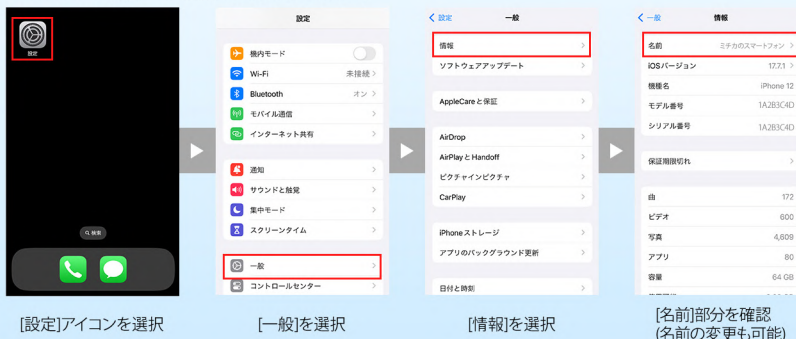 設定
検索
[設定]アイコンを選択
設定
機内モード
Wi-Fi 未接続
Bluetooth オン
モバイル通信
インターネット共有
通知
サウンドと触覚
集中モード
スクリーンタイム
一般
コントロールセンター
[一般]を選択
設定 一般
情報
ソフトウェアアップデート
AppleCareと保証
AirDrop
AirPlayとHandoff
ピクチャインピクチャ
CarPlay
iPhoneストレージ
アプリのバックグラウンド更新
日付と時刻
[情報]を選択
一般 情報
名前 ミチカのスマートフォン
iOSバージョン 17.7.1
機種名 iPhone 12
モデル番号 1A2B3C4D
シリアル番号 1A2B3C4D
保証期限切れ
曲 172
ビデオ 600
写真 4,609
アプリ 80
容量 64 GB
[名前]部分を確認
(名前の変更も可能)